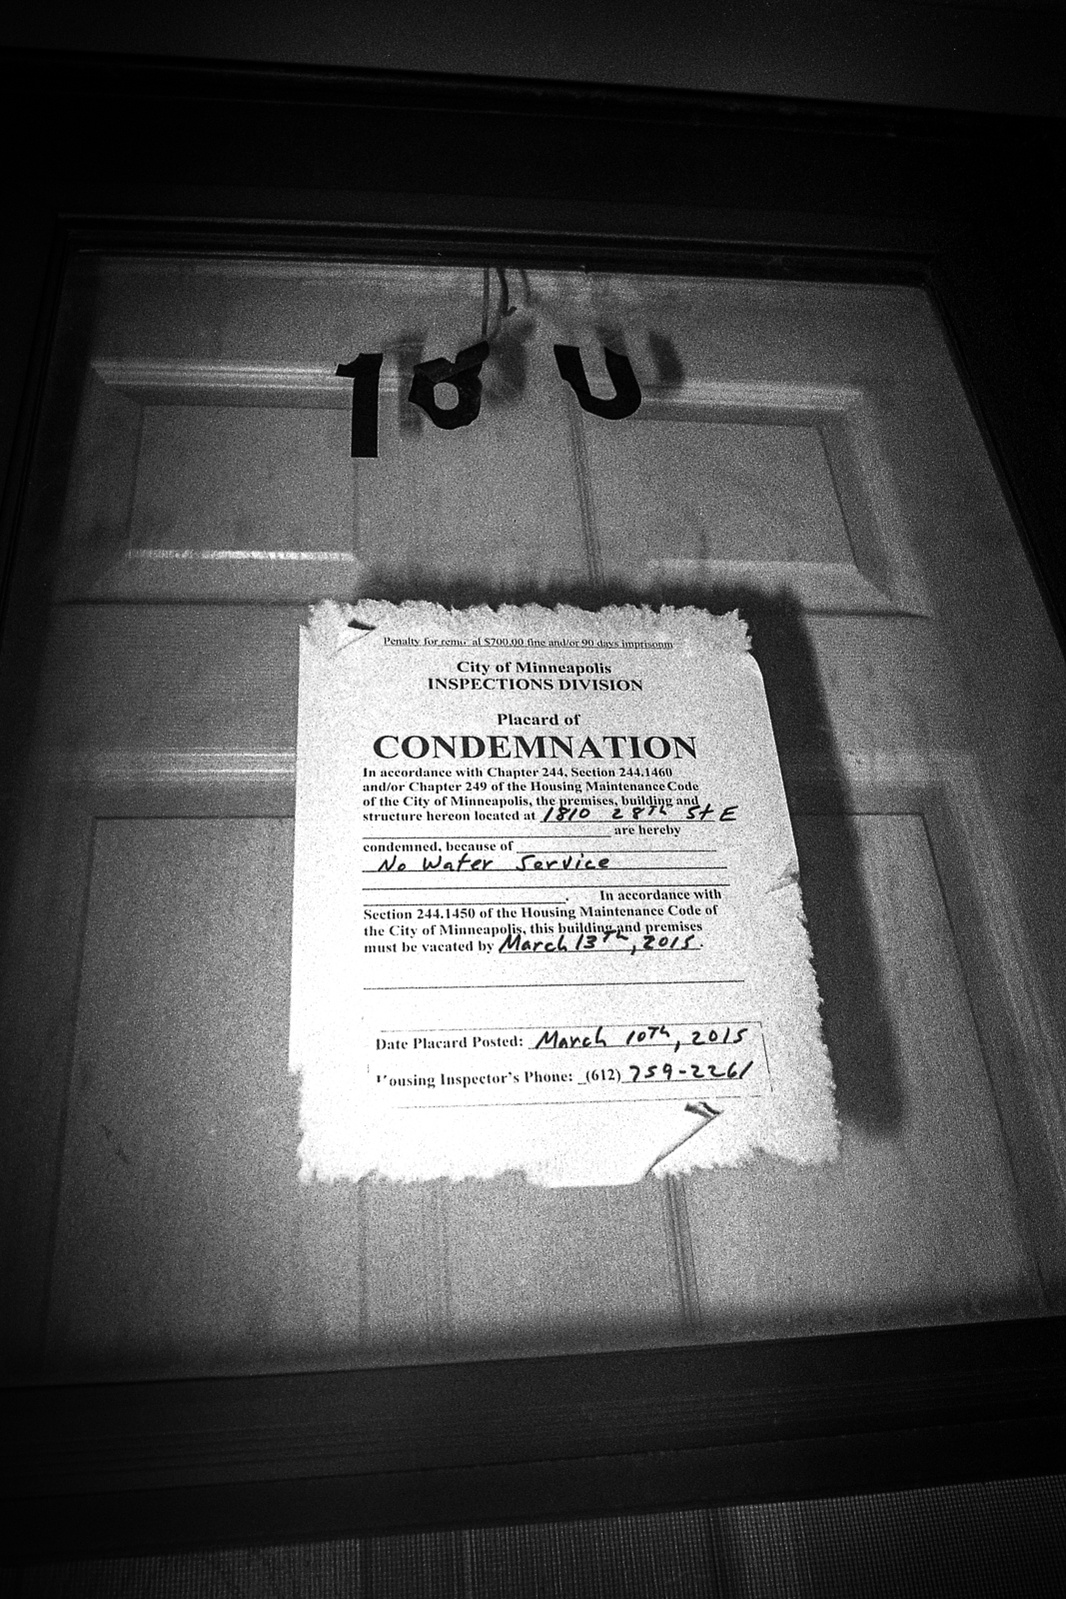 18 0
Penalty for removal $700.00 fine and/or 90 days imprisonm
City of Minneapolis
INSPECTIONS DIVISION
Placard of
CONDEMNATION
In accordance with Chapter 244, Section 244.1460
and/or Chapter 249 of the Housing Maintenance Code
of the City of Minneapolis, the premises, building and
structure hereon located at 1810 28th St E
are hereby
condemned, because of
No Water Service
. In accordance with
Section 244.1450 of the Housing Maintenance Code of
the City of Minneapolis, this building and premises
must be vacated by March 13Th, 2015.
Date Placard Posted: March 10Th, 2015
Housing Inspector's Phone: (612) 759-2261